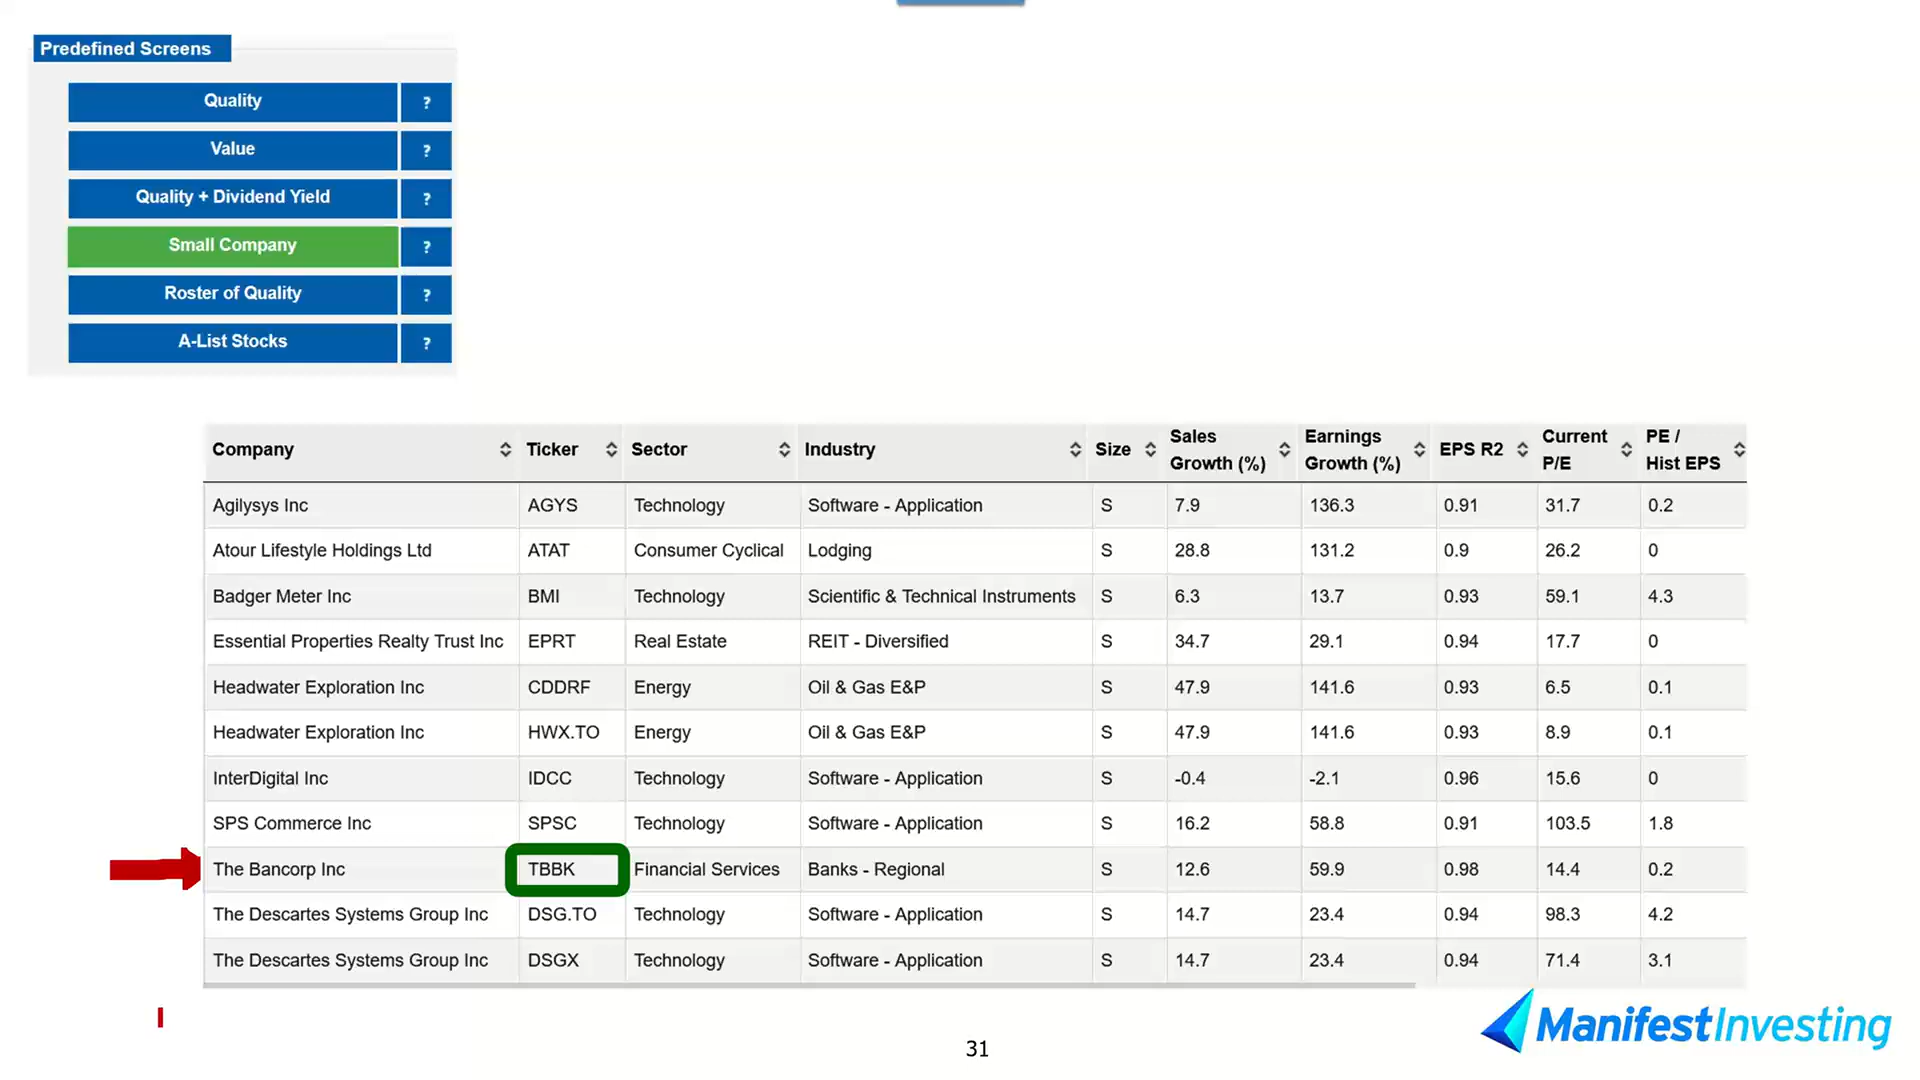 Predefined Screens
Quality ?
Value ?
Quality + Dividend Yield ?
Small Company ?
Roster of Quality ?
A-List Stocks ?
Company Ticker Sector Industry Size Sales Growth (%) Earnings Growth (%) EPS R2 Current P/E PE / Hist EPS
Agilysys Inc AGYS Technology Software - Application S 7.9 136.3 0.91 31.7 0.2
Atour Lifestyle Holdings Ltd ATAT Consumer Cyclical Lodging S 28.8 131.2 0.9 26.2 0
Badger Meter Inc BMI Technology Scientific & Technical Instruments S 6.3 13.7 0.93 59.1 4.3
Essential Properties Realty Trust Inc EPRT Real Estate REIT - Diversified S 34.7 29.1 0.94 17.7 0
Headwater Exploration Inc CDDRF Energy Oil & Gas E&P S 47.9 141.6 0.93 6.5 0.1
Headwater Exploration Inc HWX.TO Energy Oil & Gas E&P S 47.9 141.6 0.93 8.9 0.1
InterDigital Inc IDCC Technology Software - Application S -0.4 -2.1 0.96 15.6 0
SPS Commerce Inc SPSC Technology Software - Application S 16.2 58.8 0.91 103.5 1.8
The Bancorp Inc TBBK Financial Services Banks - Regional S 12.6 59.9 0.98 14.4 0.2
The Descartes Systems Group Inc DSG.TO Technology Software - Application S 14.7 23.4 0.94 98.3 4.2
The Descartes Systems Group Inc DSGX Technology Software - Application S 14.7 23.4 0.94 71.4 3.1
31
ManifestInvesting